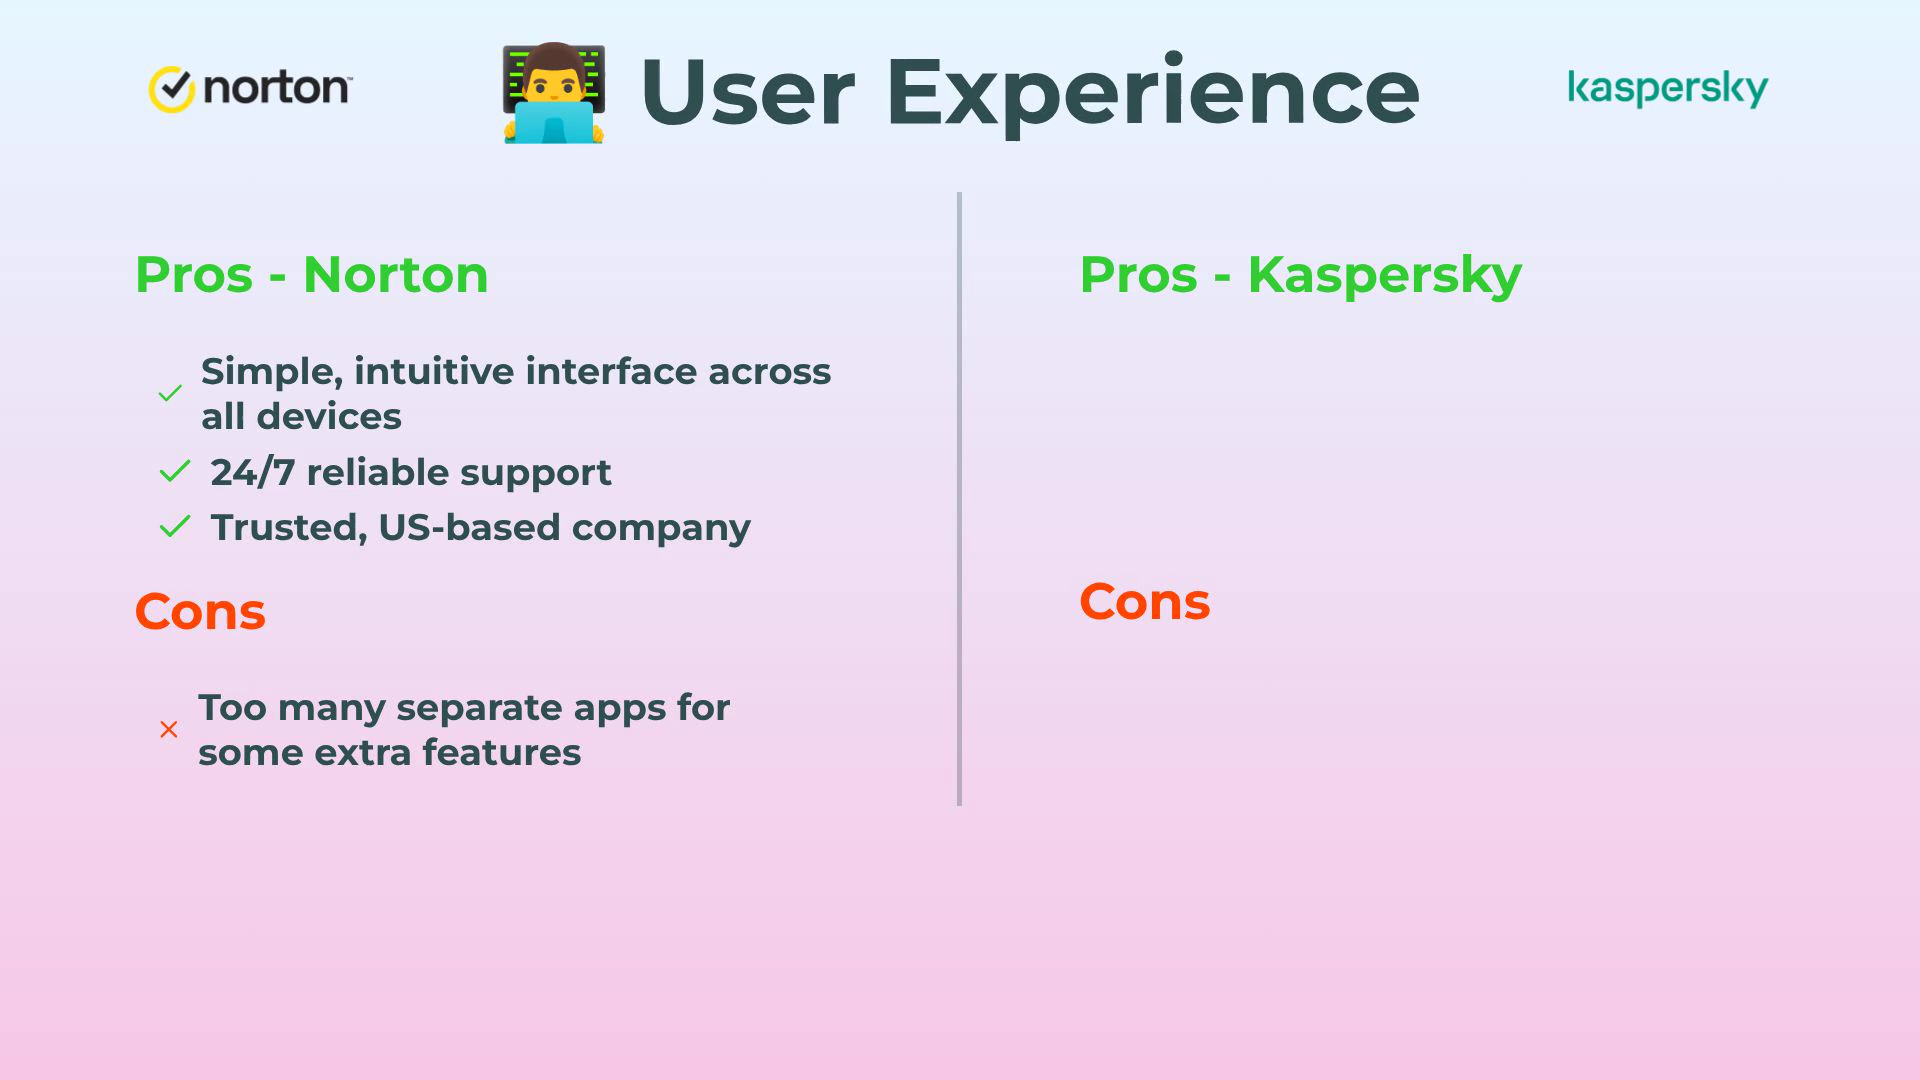 norton™
User Experience
kaspersky
Pros - Norton
Simple, intuitive interface across
all devices
24/7 reliable support
Trusted, US-based company
Cons
Too many separate apps for
some extra features
Pros - Kaspersky
Cons